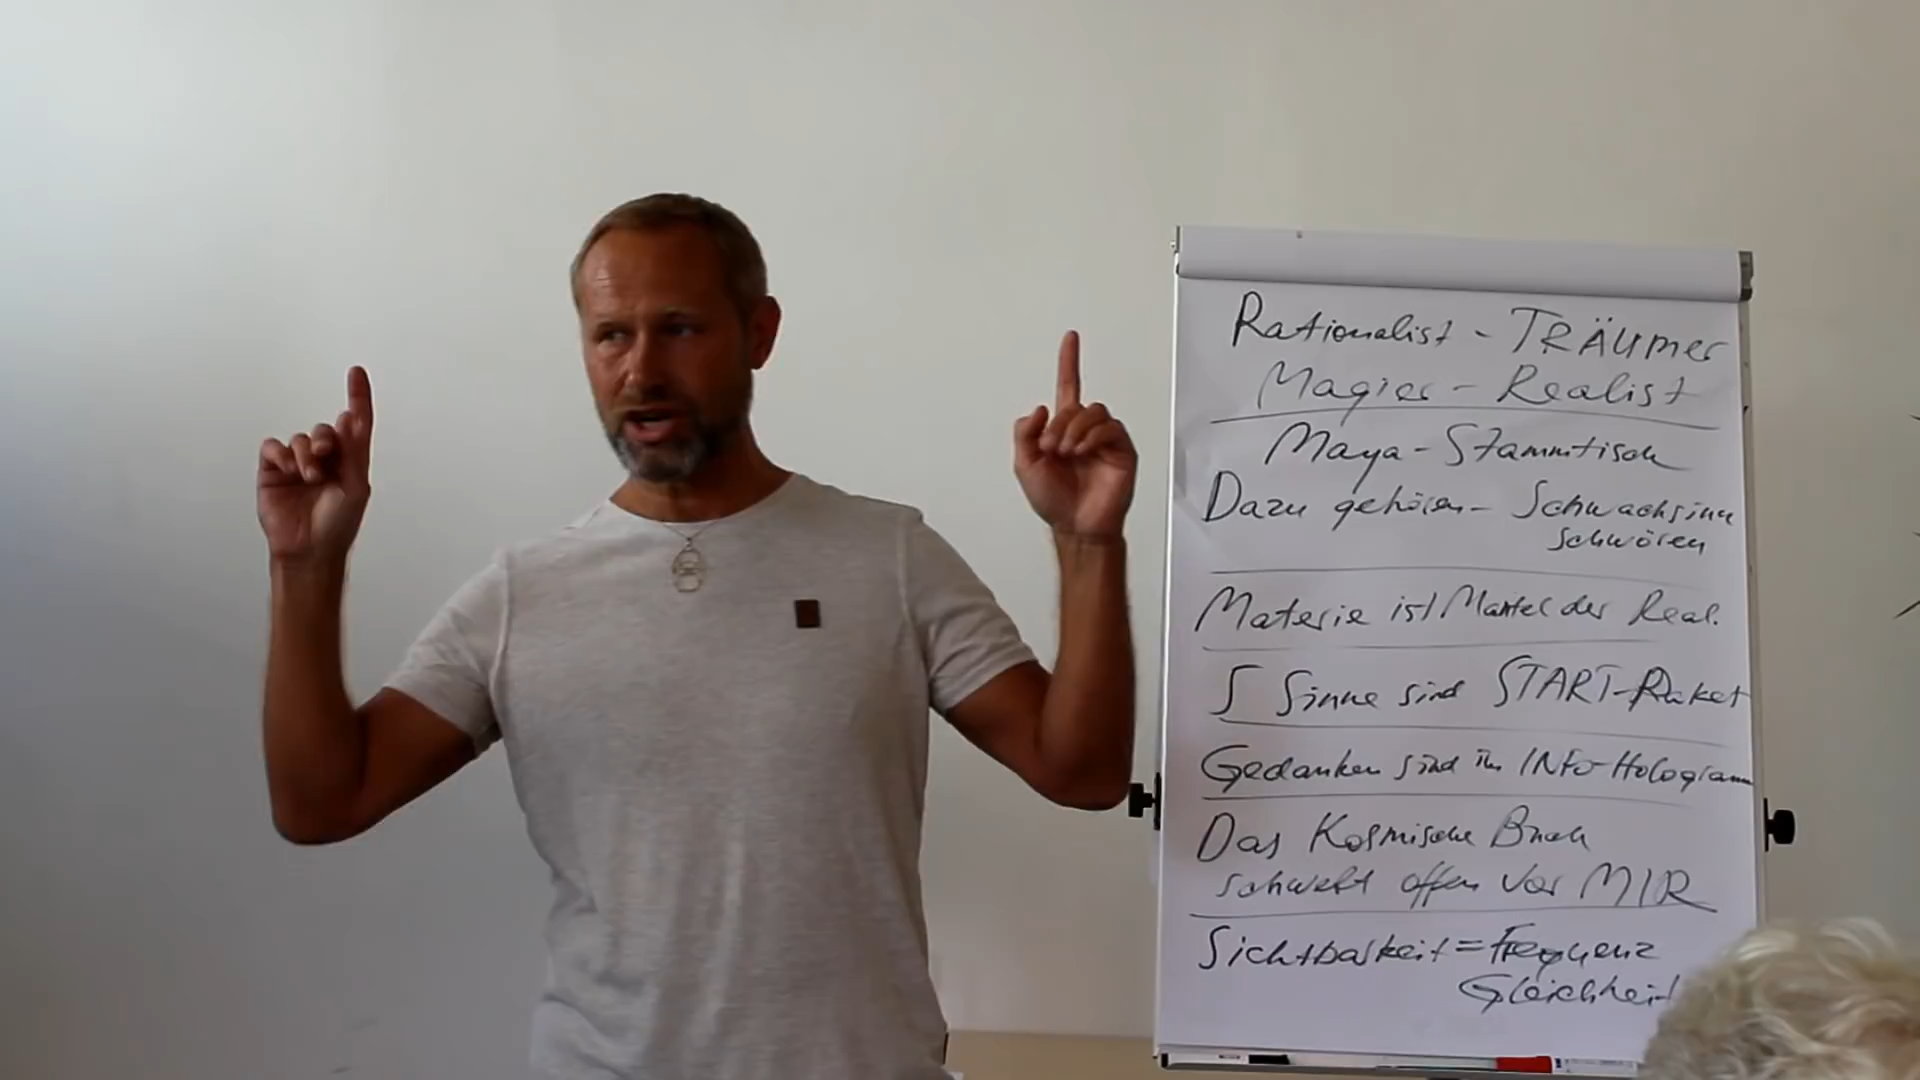 Rationalist - TRÄUMer
Magier - Realist
Maya - Stammtisch
Dazu gehören - Schwachsinn
schwören
Materie ist Mantel der Real.
5 Sinne sind START-Raket
Gedanken sind im INFO-Hologramm
Das Kosmische Buch
schwebt offen vor MIR
Sichtbarkeit = Frequenz
Gleichheit